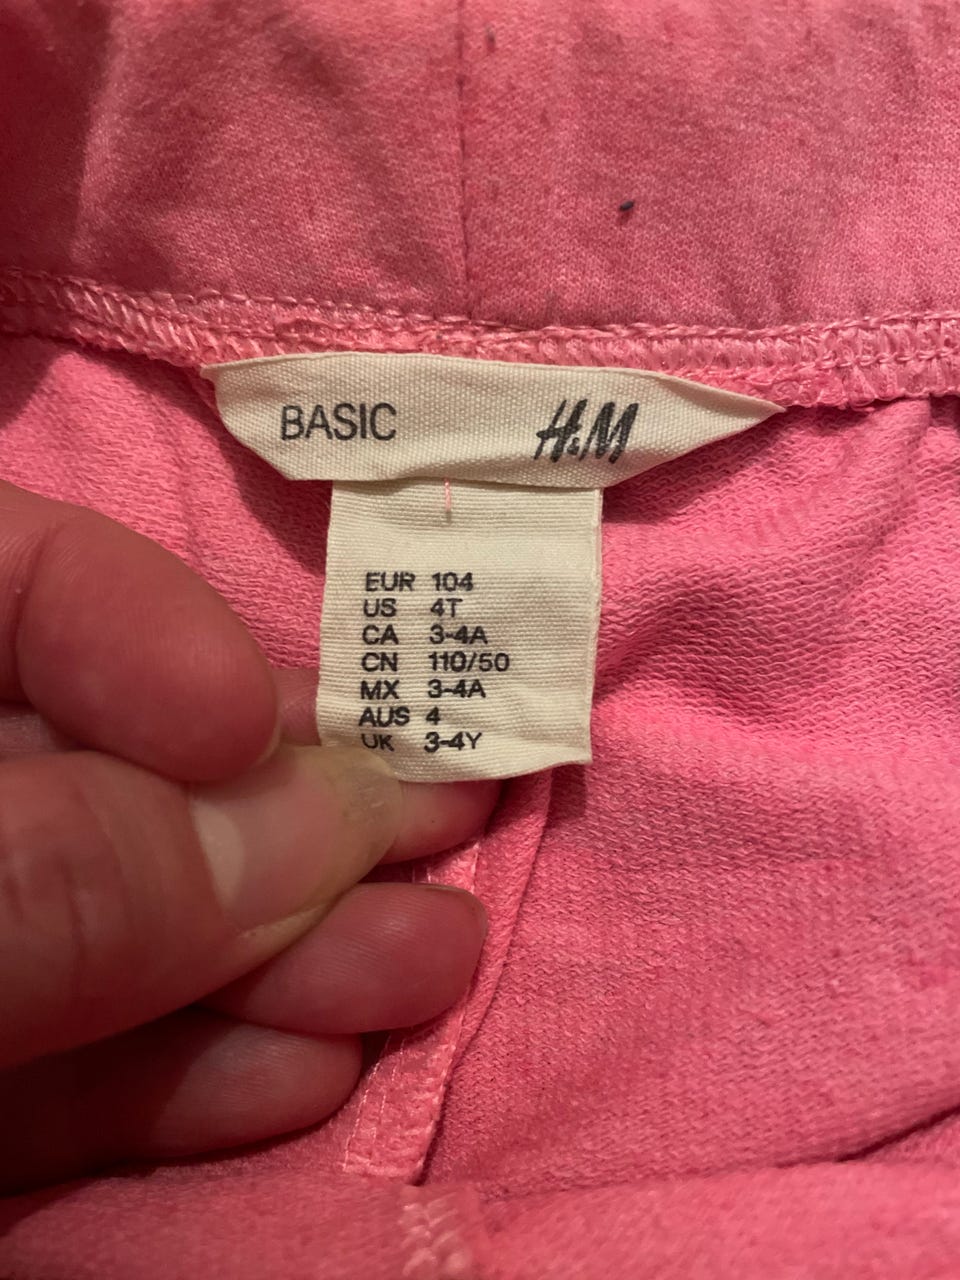 BASIC H&M
EUR 104
US 4T
CA 3-4A
CN 110/50
MX 3-4A
AUS 4
UK 3-4Y